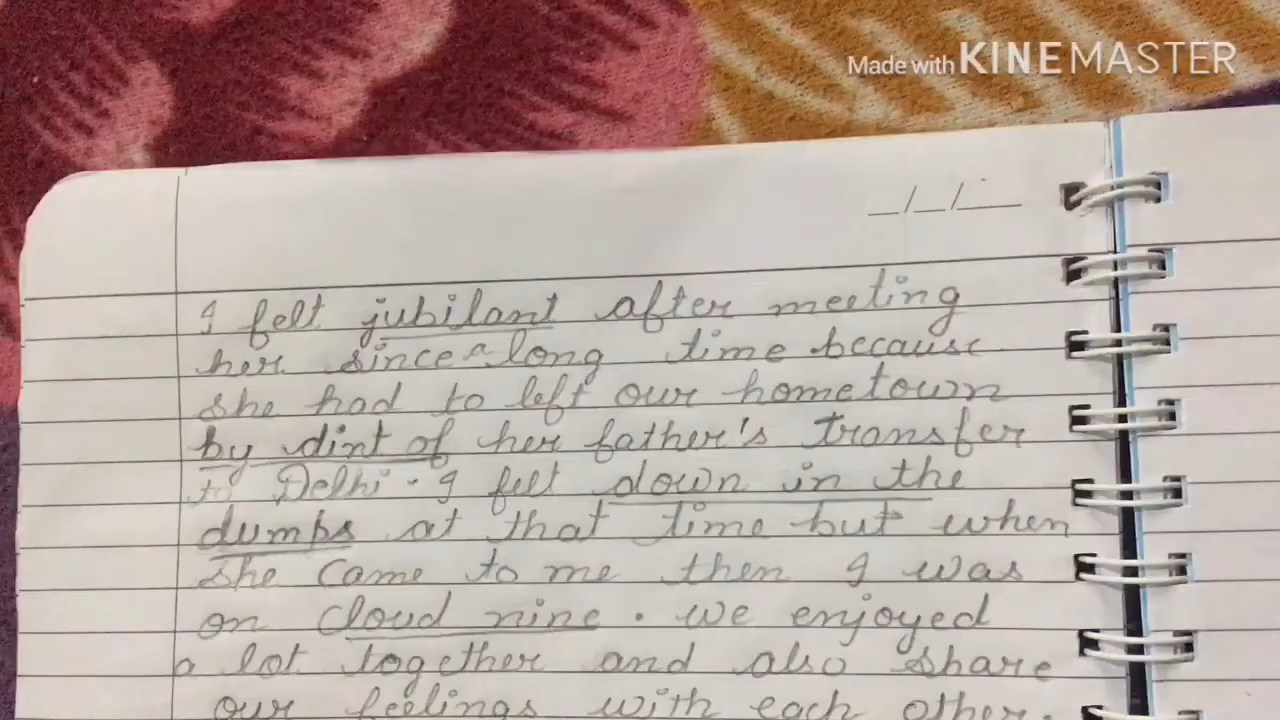 Made with KINEMASTER
_/_/__
I felt jubilant after meeting
her since a long time because
she had to left our hometown
by dint of her father's transfer
to Delhi. I felt down in the
dumbs at that time but when
she came to me then I was
on cloud nine. we enjoyed
a lot together and also share
our feelings with each other.